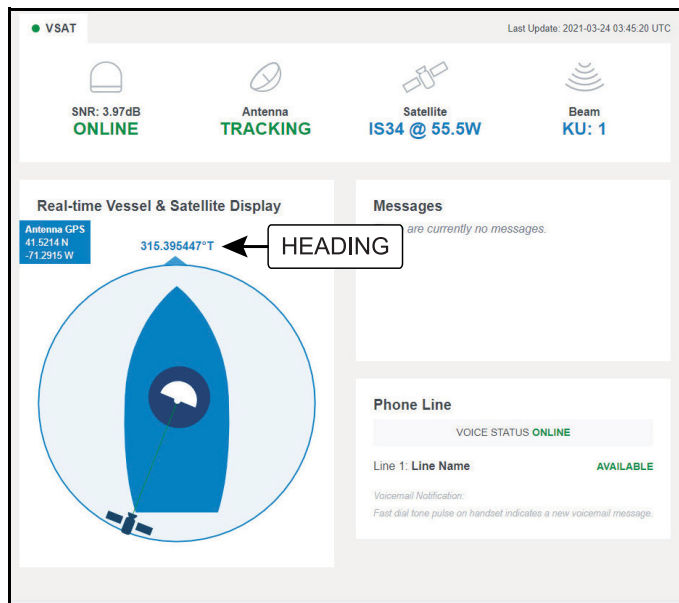 VSAT
Last Update: 2021-03-24 03:45:20 UTC
SNR: 3.97dB
ONLINE
Antenna
TRACKING
Satellite
IS34 @ 55.5W
Beam
KU: 1
Real-time Vessel & Satellite Display
Antenna GPS
41.5214 N
-71.2915 W
315.395447°T
HEADING
Messages
are currently no messages.
Phone Line
VOICE STATUS ONLINE
Line 1: Line Name AVAILABLE
Voicemail Notification:
Fast dial tone pulse on handset indicates a new voicemail message.